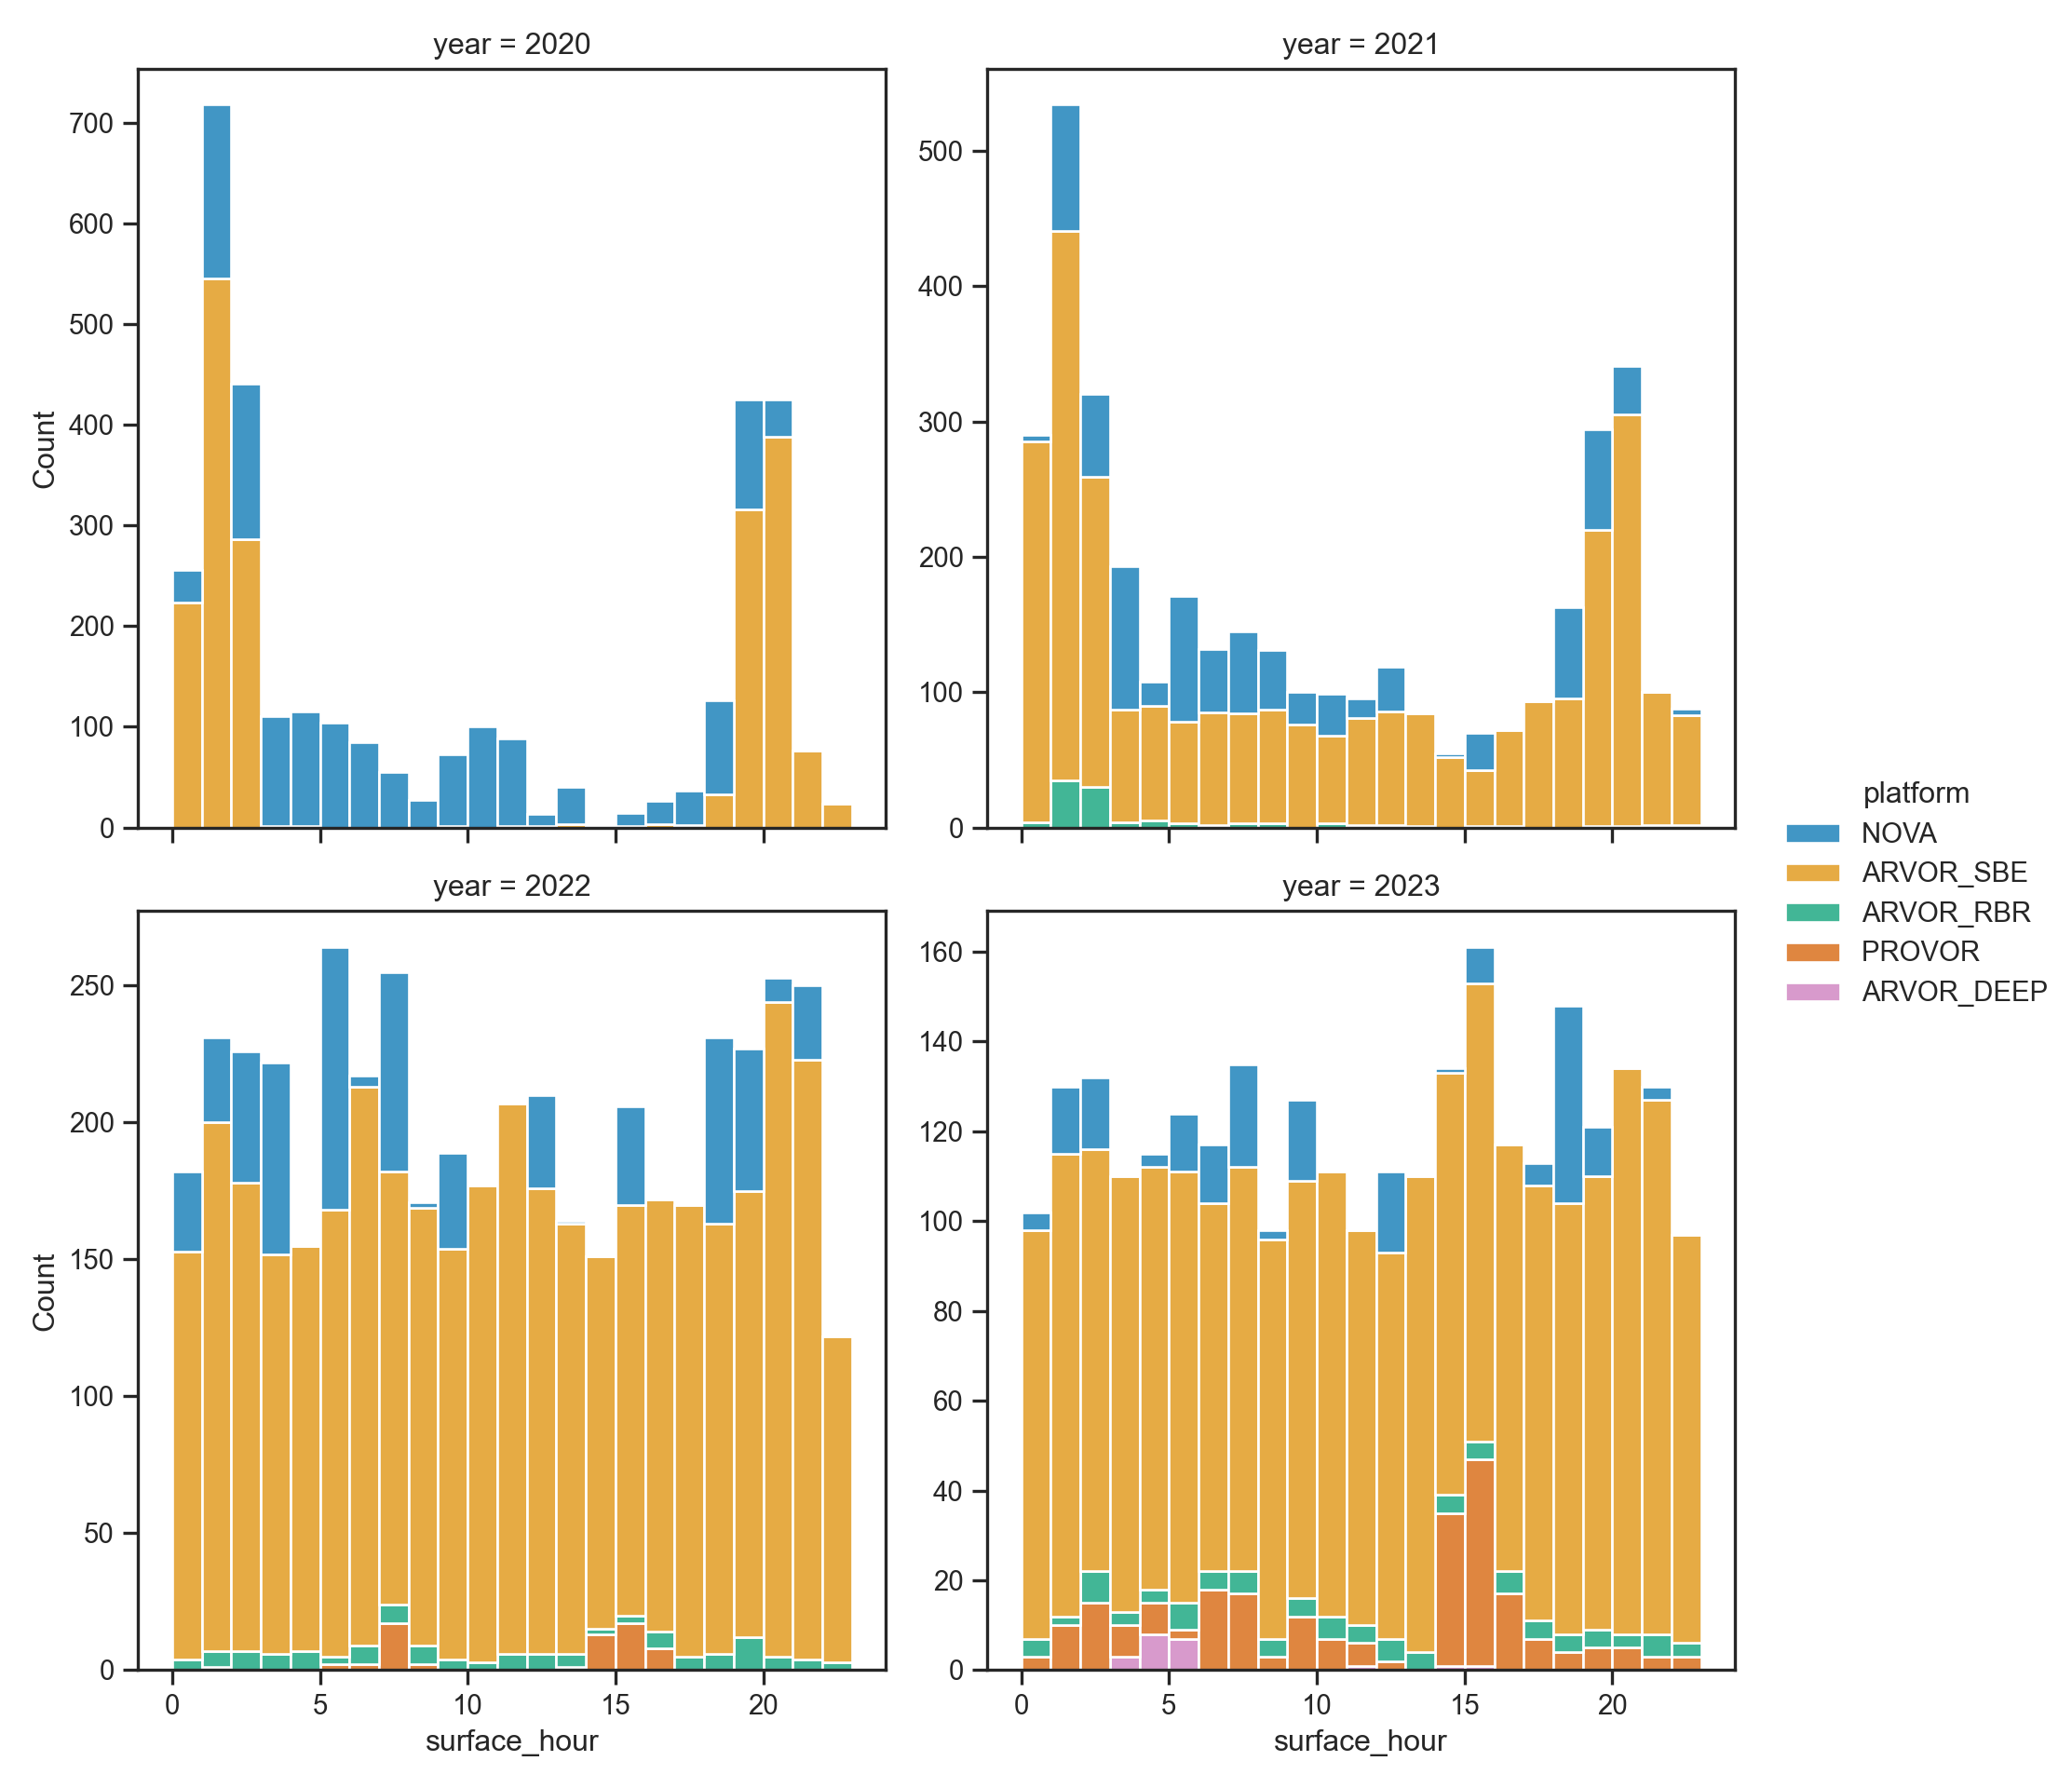 year = 2020
year = 2021
700
600
500
400
300
200
100
0
Count
500
400
300
200
100
0
year = 2022
year = 2023
250
200
150
100
50
0
Count
0 5 10 15 20
surface_hour
160
140
120
100
80
60
40
20
0
0 5 10 15 20
surface_hour
platform
NOVA
ARVOR_SBE
ARVOR_RBR
PROVOR
ARVOR_DEEP